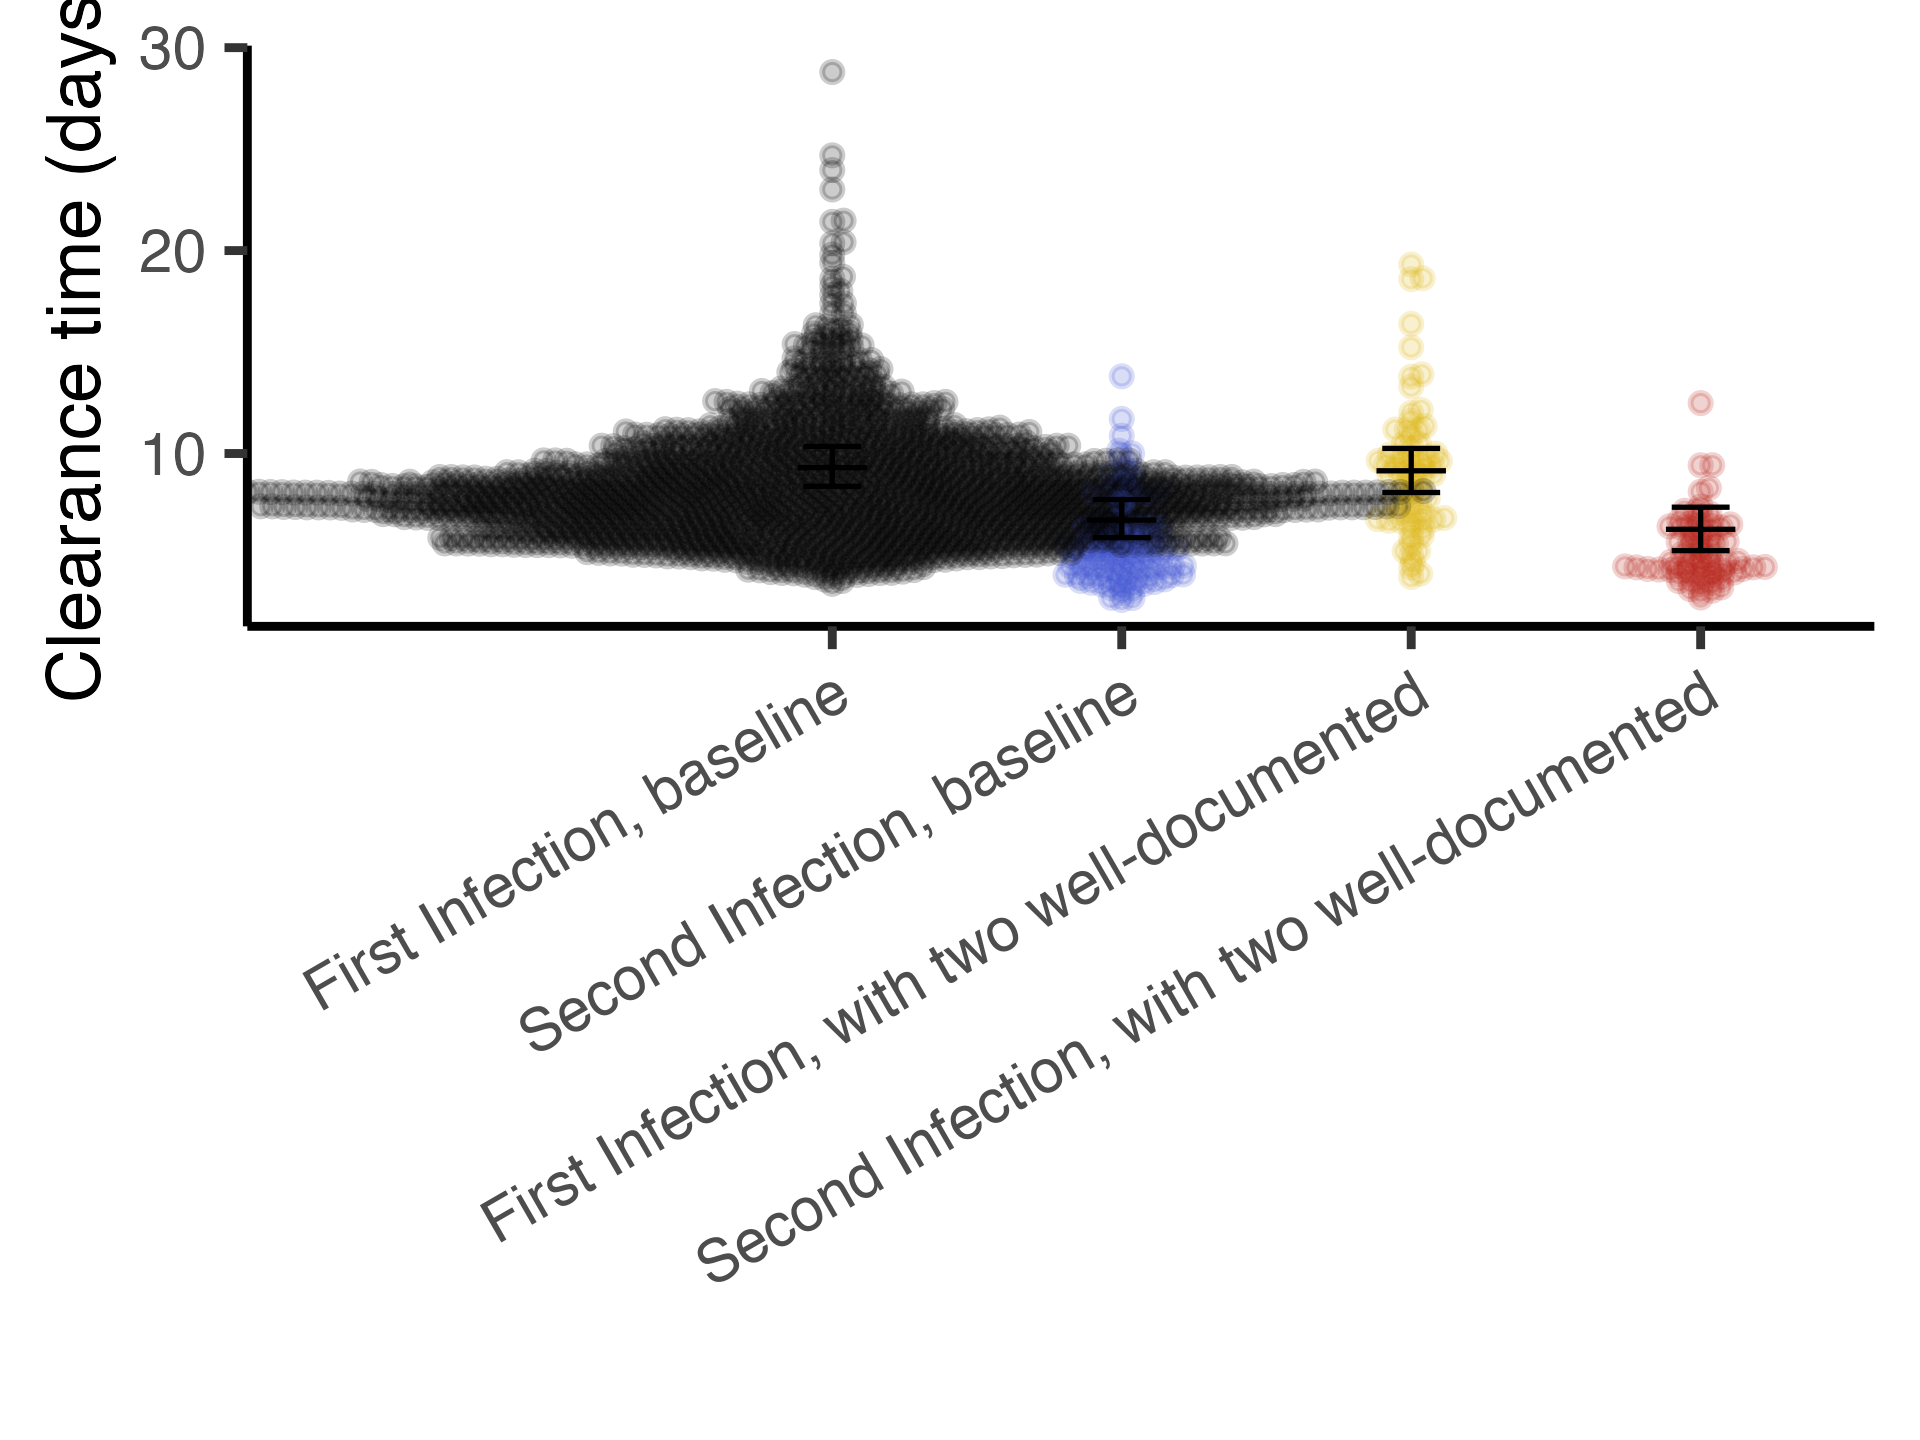 Clearance time (days
30
20
10
First Infection, baseline
Second Infection, baseline
First Infection, with two well-documented
Second Infection, with two well-documented